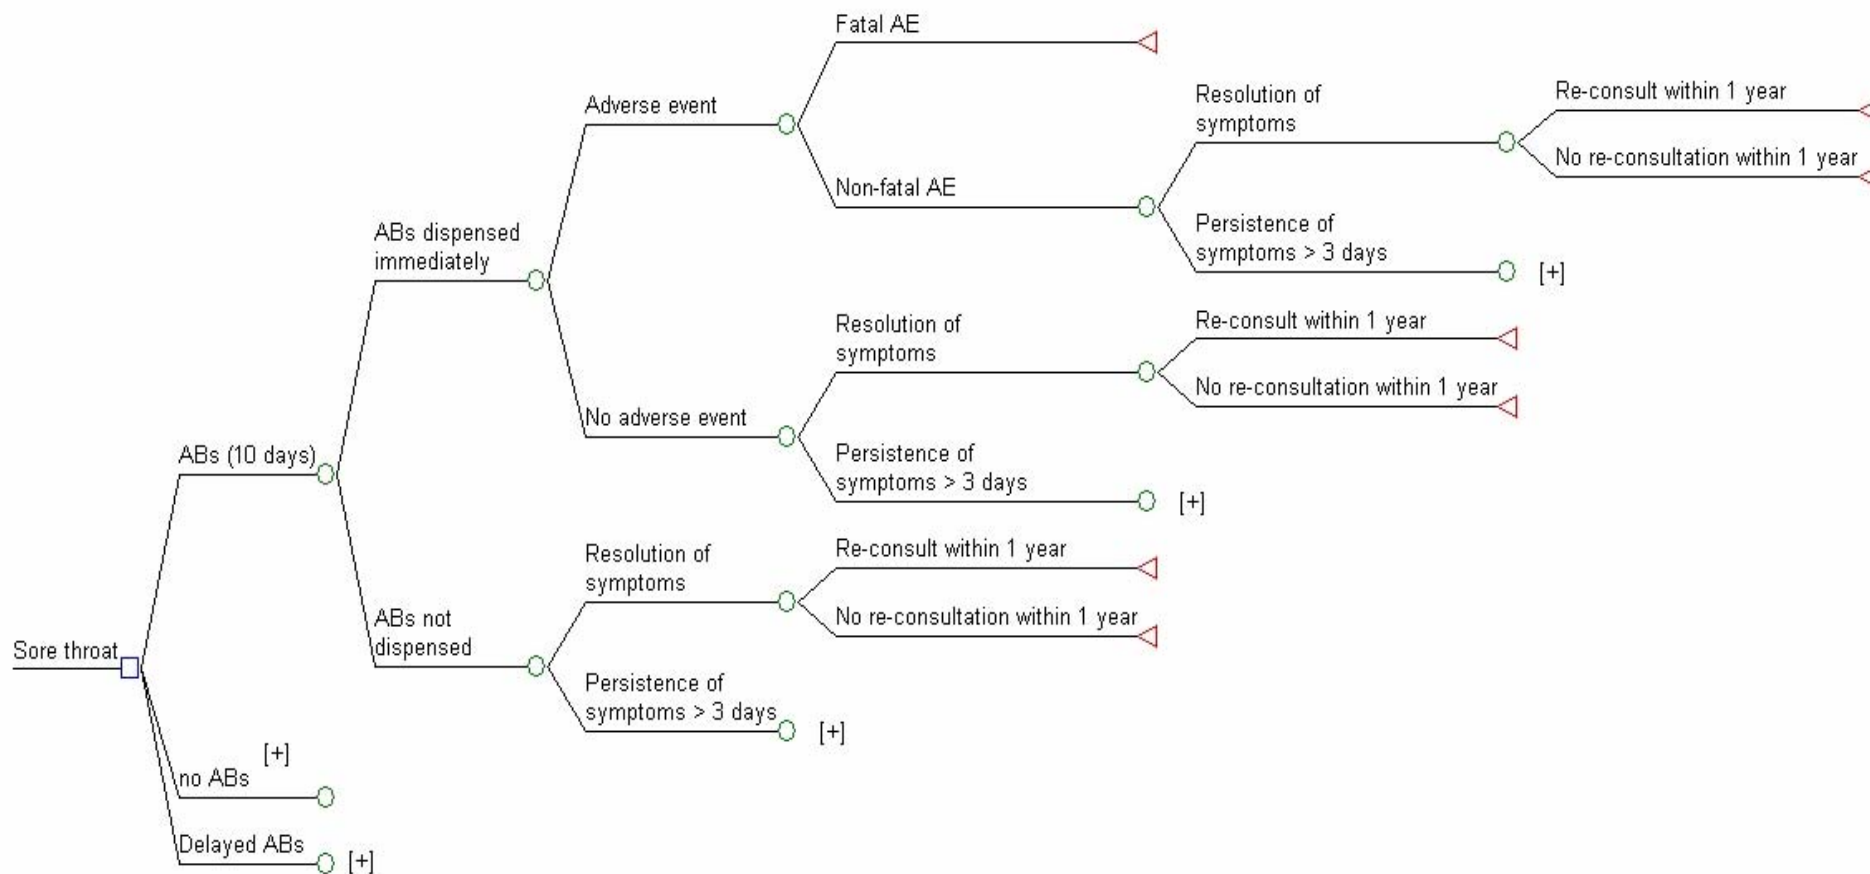 Fatal AE
Adverse event
Resolution of
symptoms
Re-consult within 1 year
No re-consultation within 1 year
Non-fatal AE
Persistence of
symptoms > 3 days
[+]
ABs dispensed
immediately
Resolution of
symptoms
Re-consult within 1 year
No re-consultation within 1 year
No adverse event
Persistence of
symptoms > 3 days
[+]
ABs (10 days)
Resolution of
symptoms
Re-consult within 1 year
No re-consultation within 1 year
ABs not
dispensed
Persistence of
symptoms > 3 days
[+]
Sore throat
[+]
no ABs
Delayed ABs
[+]